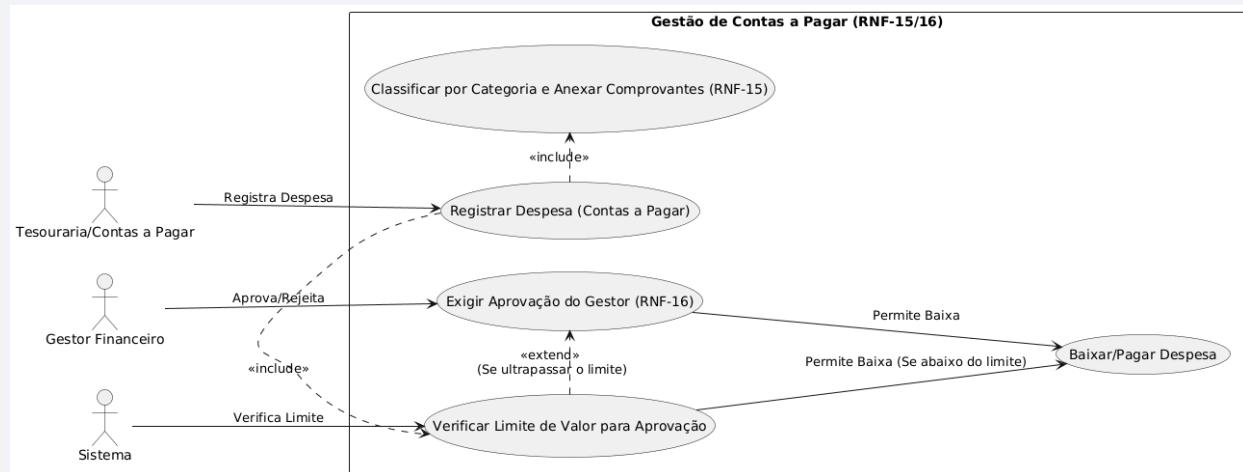 Gestão de Contas a Pagar (RNF-15/16)
Classificar por Categoria e Anexar Comprovantes (RNF-15)
«include»
Registra Despesa
Registrar Despesa (Contas a Pagar)
Tesouraria/Contas a Pagar
Aprova/Rejeita
Exigir Aprovação do Gestor (RNF-16)
Gestor Financeiro
Permite Baixa
Baixar/Pagar Despesa
«extend»
(Se ultrapassar o limite)
Permite Baixa (Se abaixo do limite)
«include»
Verifica Limite
Verificar Limite de Valor para Aprovação
Sistema